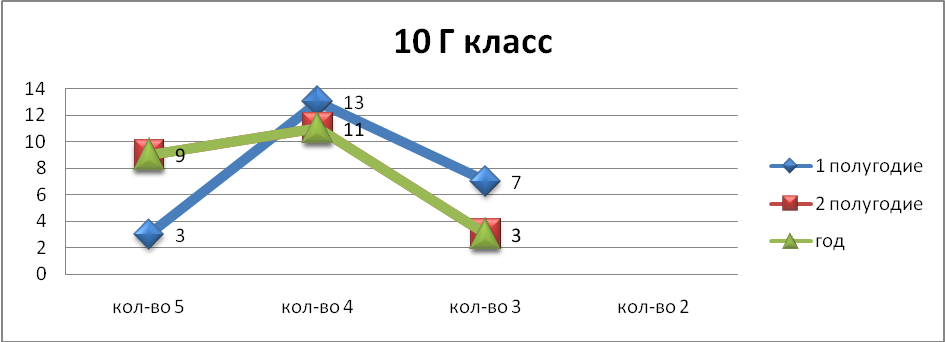 10 Г класс
14
12
10
8
6
4
2
0
13
11
9
7
3
3
кол-во 5
кол-во 4
кол-во 3
кол-во 2
1 полугодие
2 полугодие
год